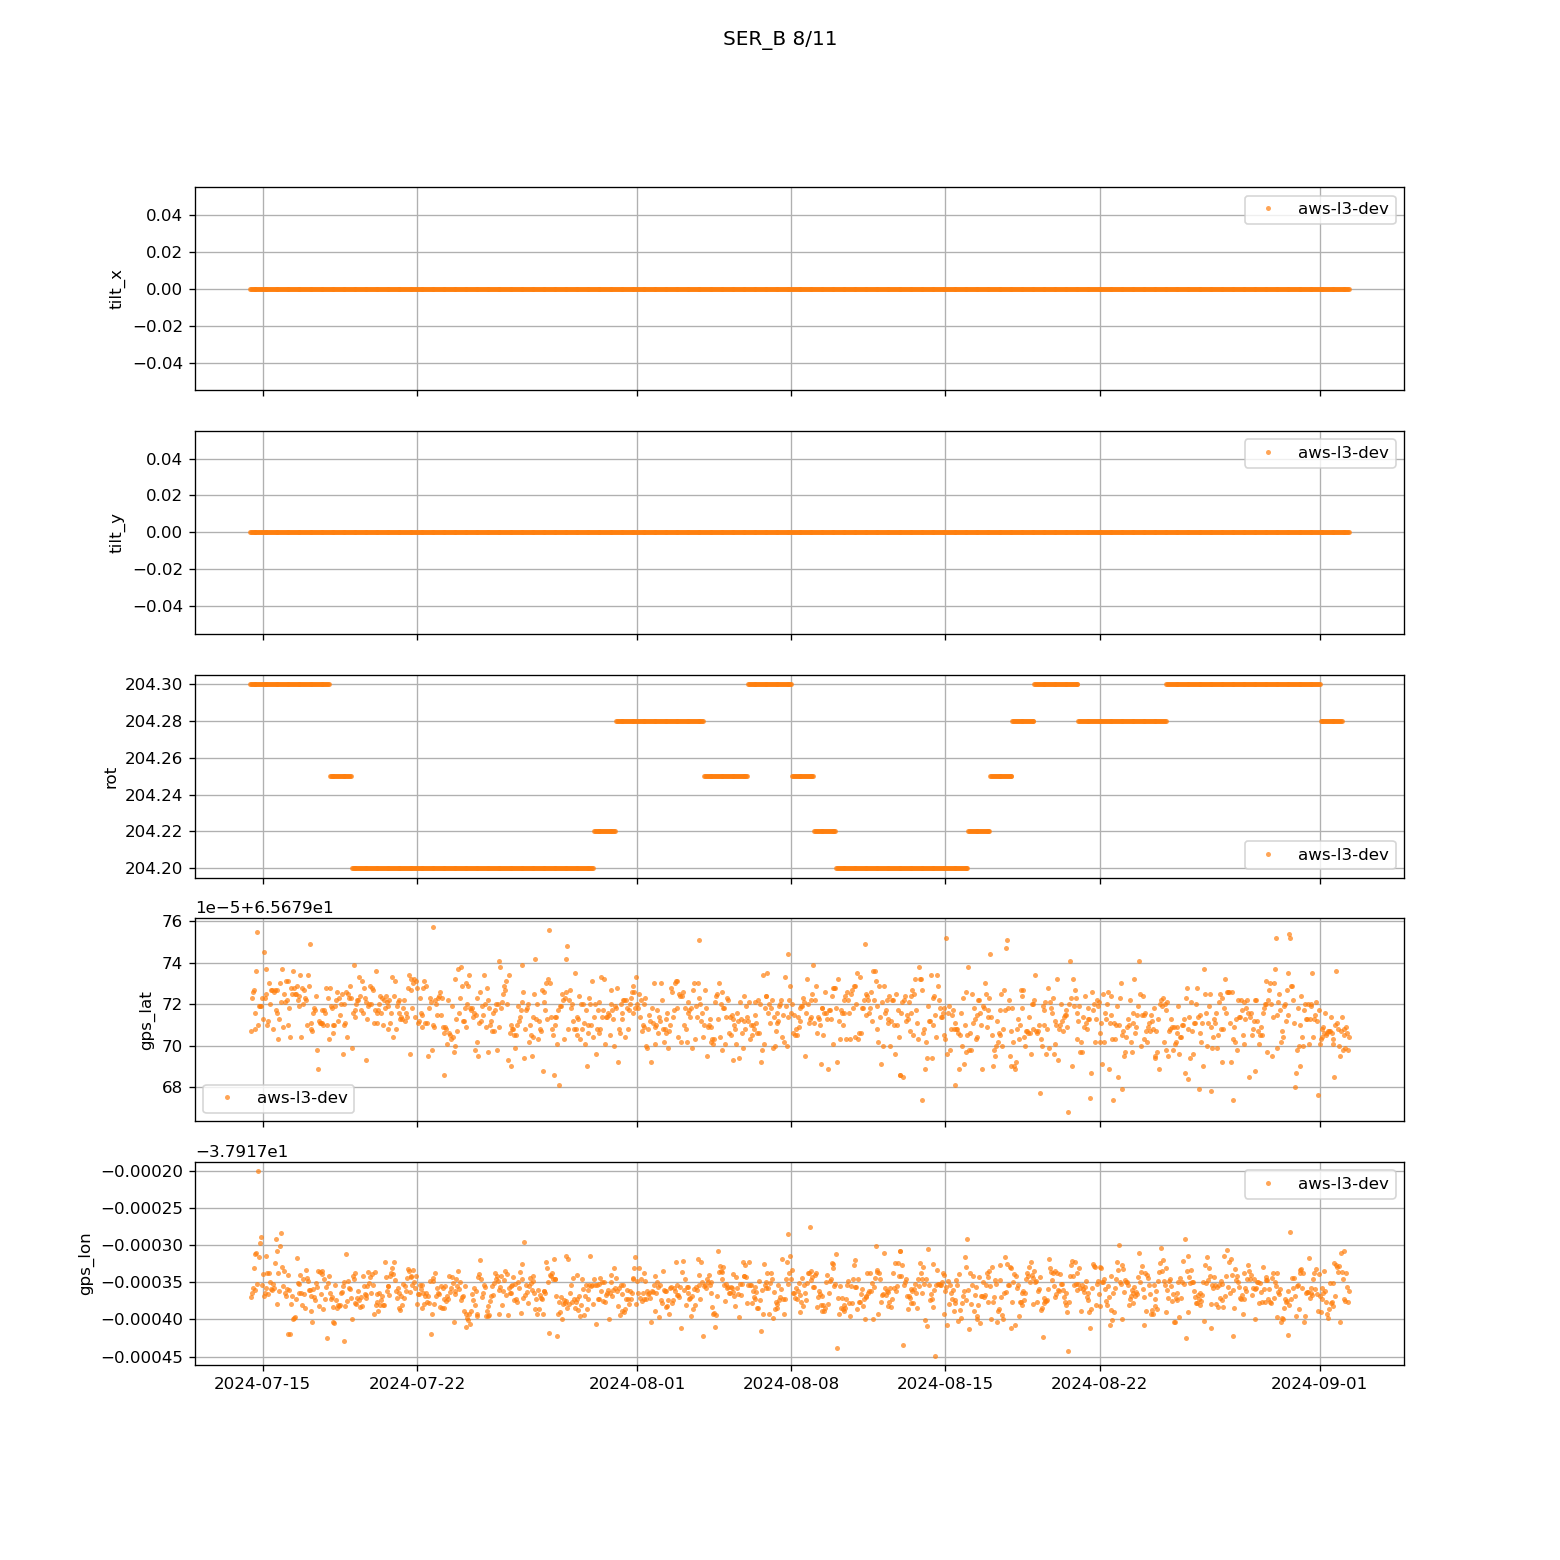 SER_B 8/11
0.04
0.02
0.00
−0.02
−0.04
tilt_x
aws-l3-dev
0.04
0.02
0.00
−0.02
−0.04
tilt_y
aws-l3-dev
204.30
204.28
204.26
204.24
204.22
204.20
rot
aws-l3-dev
1e−5+6.5679e1
76
74
72
70
68
gps_lat
aws-l3-dev
−3.7917e1
−0.00020
−0.00025
−0.00030
−0.00035
−0.00040
−0.00045
gps_lon
aws-l3-dev
2024-07-15 2024-07-22 2024-08-01 2024-08-08 2024-08-15 2024-08-22 2024-09-01